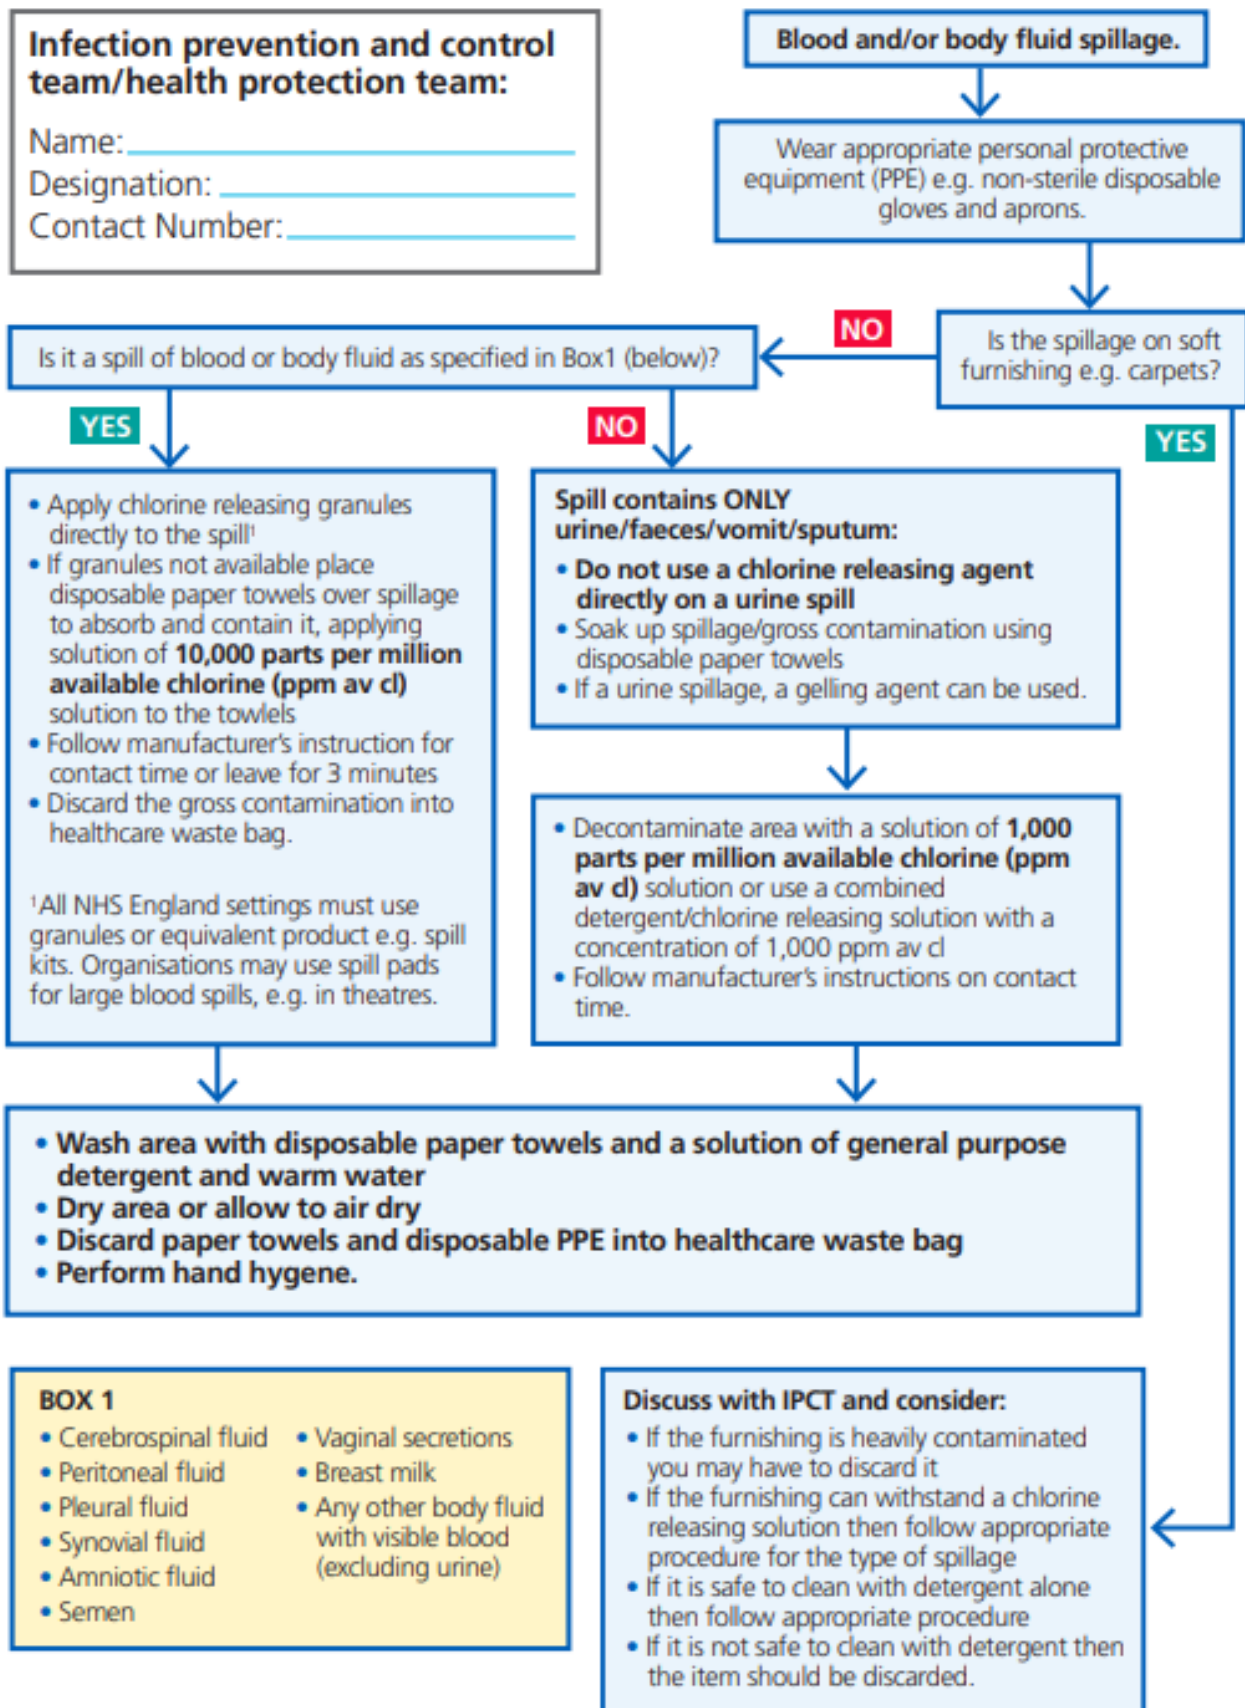 Infection prevention and control
team/health protection team:
Name:
Designation:
Contact Number:
Blood and/or body fluid spillage.
Wear appropriate personal protective
equipment (PPE) e.g. non-sterile disposable
gloves and aprons.
Is the spillage on soft
furnishing e.g. carpets?
NO
YES
Is it a spill of blood or body fluid as specified in Box1 (below)?
YES
NO
• Apply chlorine releasing granules
directly to the spill¹
• If granules not available place
disposable paper towels over spillage
to absorb and contain it, applying
solution of 10,000 parts per million
available chlorine (ppm av cl)
solution to the towlels
• Follow manufacturer's instruction for
contact time or leave for 3 minutes
• Discard the gross contamination into
healthcare waste bag.
¹All NHS England settings must use
granules or equivalent product e.g. spill
kits. Organisations may use spill pads
for large blood spills, e.g. in theatres.
Spill contains ONLY
urine/faeces/vomit/sputum:
• Do not use a chlorine releasing agent
directly on a urine spill
• Soak up spillage/gross contamination using
disposable paper towels
• If a urine spillage, a gelling agent can be used.
• Decontaminate area with a solution of 1,000
parts per million available chlorine (ppm
av cl) solution or use a combined
detergent/chlorine releasing solution with a
concentration of 1,000 ppm av cl
• Follow manufacturer's instructions on contact
time.
• Wash area with disposable paper towels and a solution of general purpose
detergent and warm water
• Dry area or allow to air dry
• Discard paper towels and disposable PPE into healthcare waste bag
• Perform hand hygene.
BOX 1
• Cerebrospinal fluid
• Peritoneal fluid
• Pleural fluid
• Synovial fluid
• Amniotic fluid
• Semen
• Vaginal secretions
• Breast milk
• Any other body fluid
with visible blood
(excluding urine)
Discuss with IPCT and consider:
• If the furnishing is heavily contaminated
you may have to discard it
• If the furnishing can withstand a chlorine
releasing solution then follow appropriate
procedure for the type of spillage
• If it is safe to clean with detergent alone
then follow appropriate procedure
• If it is not safe to clean with detergent then
the item should be discarded.